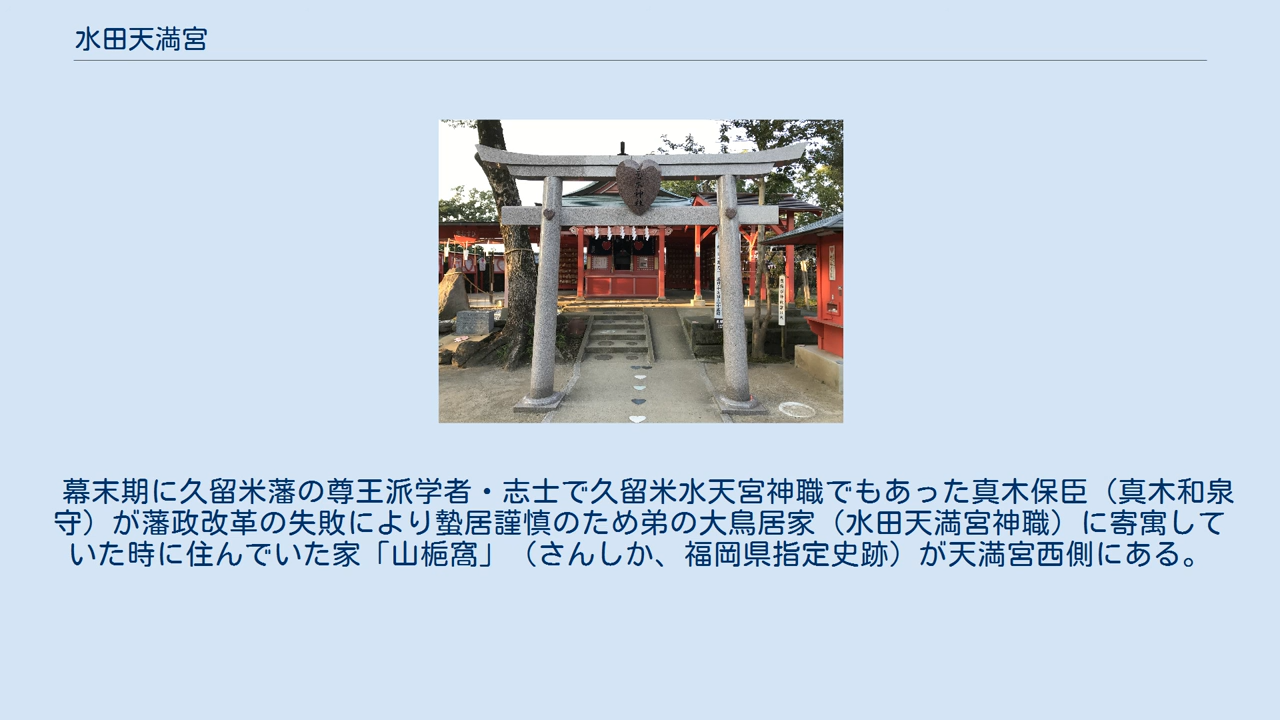 水田天満宮
幕末期に久留米藩の尊王派学者・志士で久留米水天宮神職でもあった真木保臣（真木和泉
守）が藩政改革の失敗により蟄居謹慎のため弟の大鳥居家（水田天満宮神職）に寄寓して
いた時に住んでいた家「山梔窩」（さんしか、福岡県指定史跡）が天満宮西側にある。